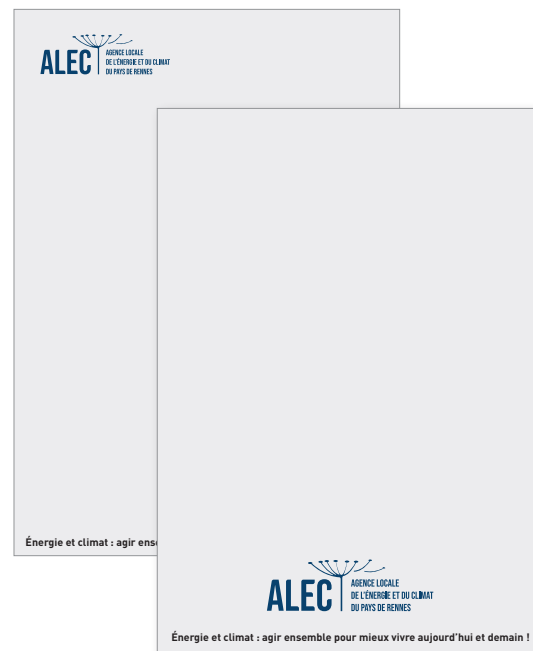 ALEC
AGENCE LOCALE
DE L'ÉNERGIE ET DU CLIMAT
DU PAYS DE RENNES
Énergie et climat : agir ens
ALEC
AGENCE LOCALE
DE L'ÉNERGIE ET DU CLIMAT
DU PAYS DE RENNES
Énergie et climat : agir ensemble pour mieux vivre aujourd'hui et demain !